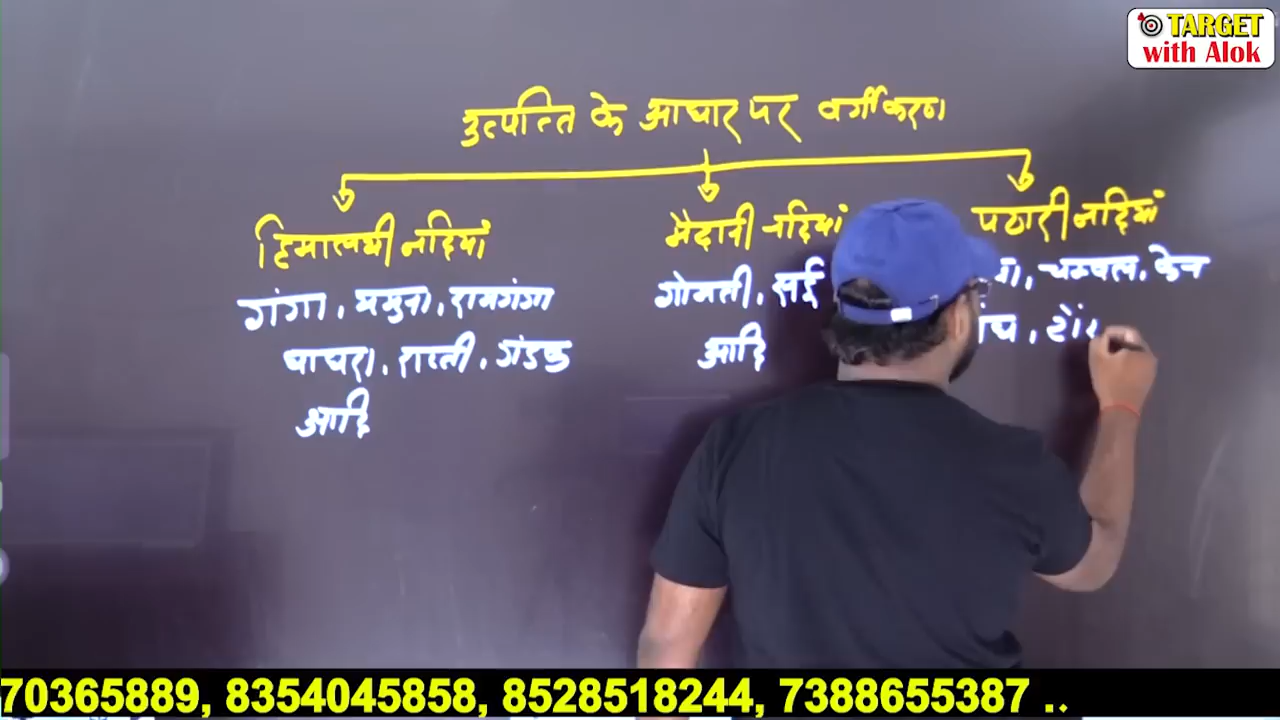 TARGET
with Alok
उत्पत्ति के आधार पर वर्गीकरण
हिमालयी नदियां
मैदानी नदियां
पठारी नदियां
गंगा, यमुना, रामगंगा
घाघरा, राप्ती, गंडक
आदि
गोमती, सई
आदि
चम्बल, केन
70365889, 8354045858, 8528518244, 7388655387 ..